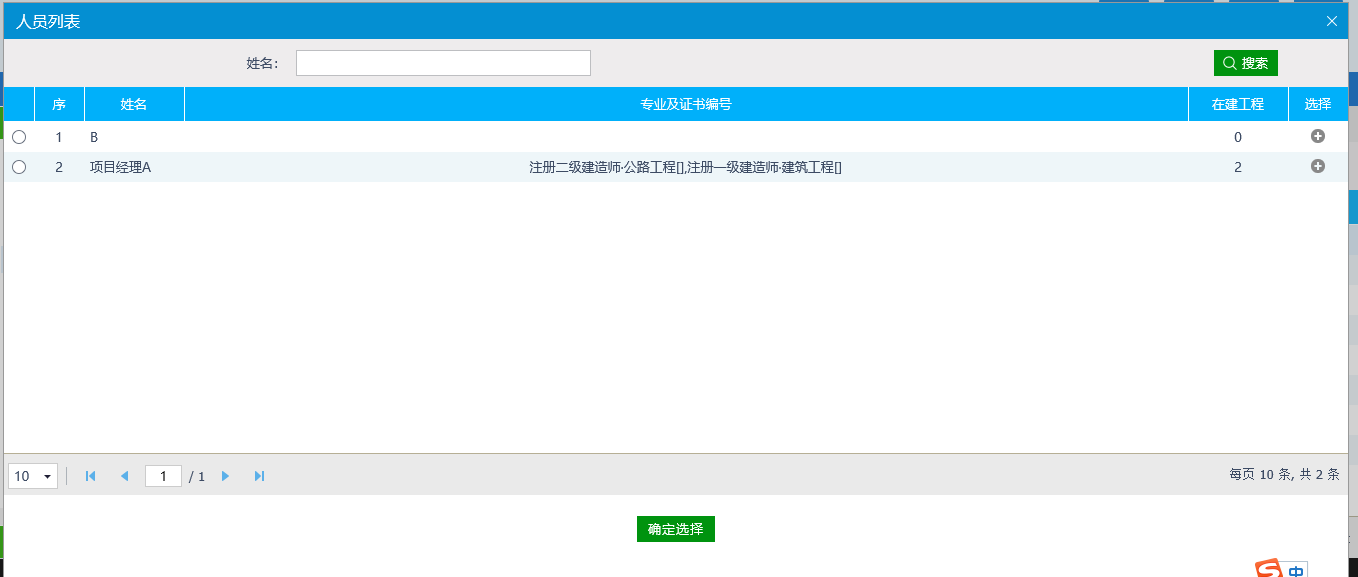 人员列表
姓名：
搜索
序 姓名 专业及证书编号 在建工程 选择
1 B 0
2 项目经理A 注册二级建造师·公路工程[],注册一级建造师·建筑工程[] 2
10 1 / 1 每页 10 条, 共 2 条
确定选择
S 中